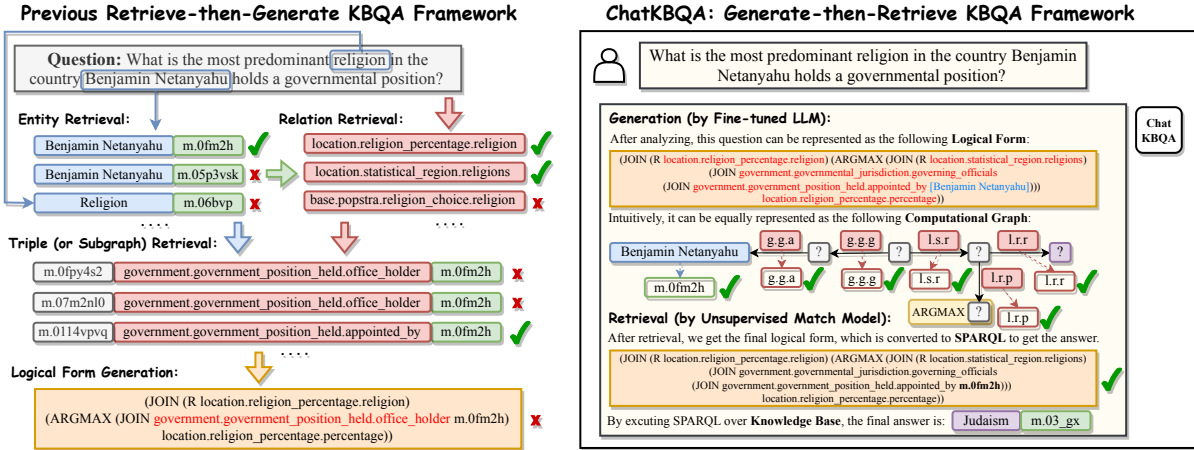 Previous Retrieve-then-Generate KBQA Framework
Question: What is the most predominant religion in the
country Benjamin Netanyahu holds a governmental position?
Entity Retrieval:
Relation Retrieval:
Benjamin Netanyahu m.0fm2h
location.religion_percentage.religion
Benjamin Netanyahu m.05p3vsk
location.statistical_region.religions
Religion m.06bvp
base.popstra.religion_choice.religion
....
....
Triple (or Subgraph) Retrieval:
m.0fpy4s2 government.government_position_held.office_holder m.0fm2h
m.07m2nl0 government.government_position_held.office_holder m.0fm2h
m.0114vpvq government.government_position_held.appointed_by m.0fm2h
....
Logical Form Generation:
(JOIN (R location.religion_percentage.religion)
(ARGMAX (JOIN government.government_position_held.office_holder m.0fm2h)
location.religion_percentage.percentage))
ChatKBQA: Generate-then-Retrieve KBQA Framework
What is the most predominant religion in the country Benjamin
Netanyahu holds a governmental position?
Chat
KBQA
Generation (by Fine-tuned LLM):
After analyzing, this question can be represented as the following Logical Form:
(JOIN (R location.religion_percentage.religion) (ARGMAX (JOIN (R location.statistical_region.religions)
(JOIN government.governmental_jurisdiction.governing_officials
(JOIN government.government_position_held.appointed_by [Benjamin Netanyahu])))
location.religion_percentage.percentage))
Intuitively, it can be equally represented as the following Computational Graph:
Benjamin Netanyahu g.g.a ? g.g.g ? l.s.r ? l.r.r ?
m.0fm2h g.g.a g.g.g l.s.r l.r.p l.r.r
ARGMAX ? l.r.p
Retrieval (by Unsupervised Match Model):
After retrieval, we get the final logical form, which is converted to SPARQL to get the answer.
(JOIN (R location.religion_percentage.religion) (ARGMAX (JOIN (R location.statistical_region.religions)
(JOIN government.governmental_jurisdiction.governing_officials
(JOIN government.government_position_held.appointed_by m.0fm2h)))
location.religion_percentage.percentage))
By excuting SPARQL over Knowledge Base, the final answer is: Judaism m.03_gx